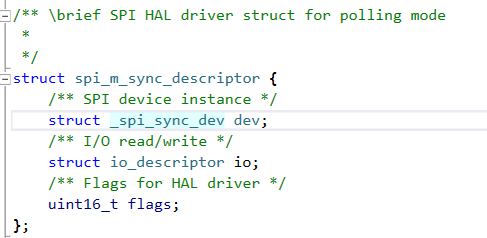 /** \brief SPI HAL driver struct for polling mode
 *
 */
struct spi_m_sync_descriptor {
    /** SPI device instance */
    struct _spi_sync_dev dev;
    /** I/O read/write */
    struct io_descriptor io;
    /** Flags for HAL driver */
    uint16_t flags;
};